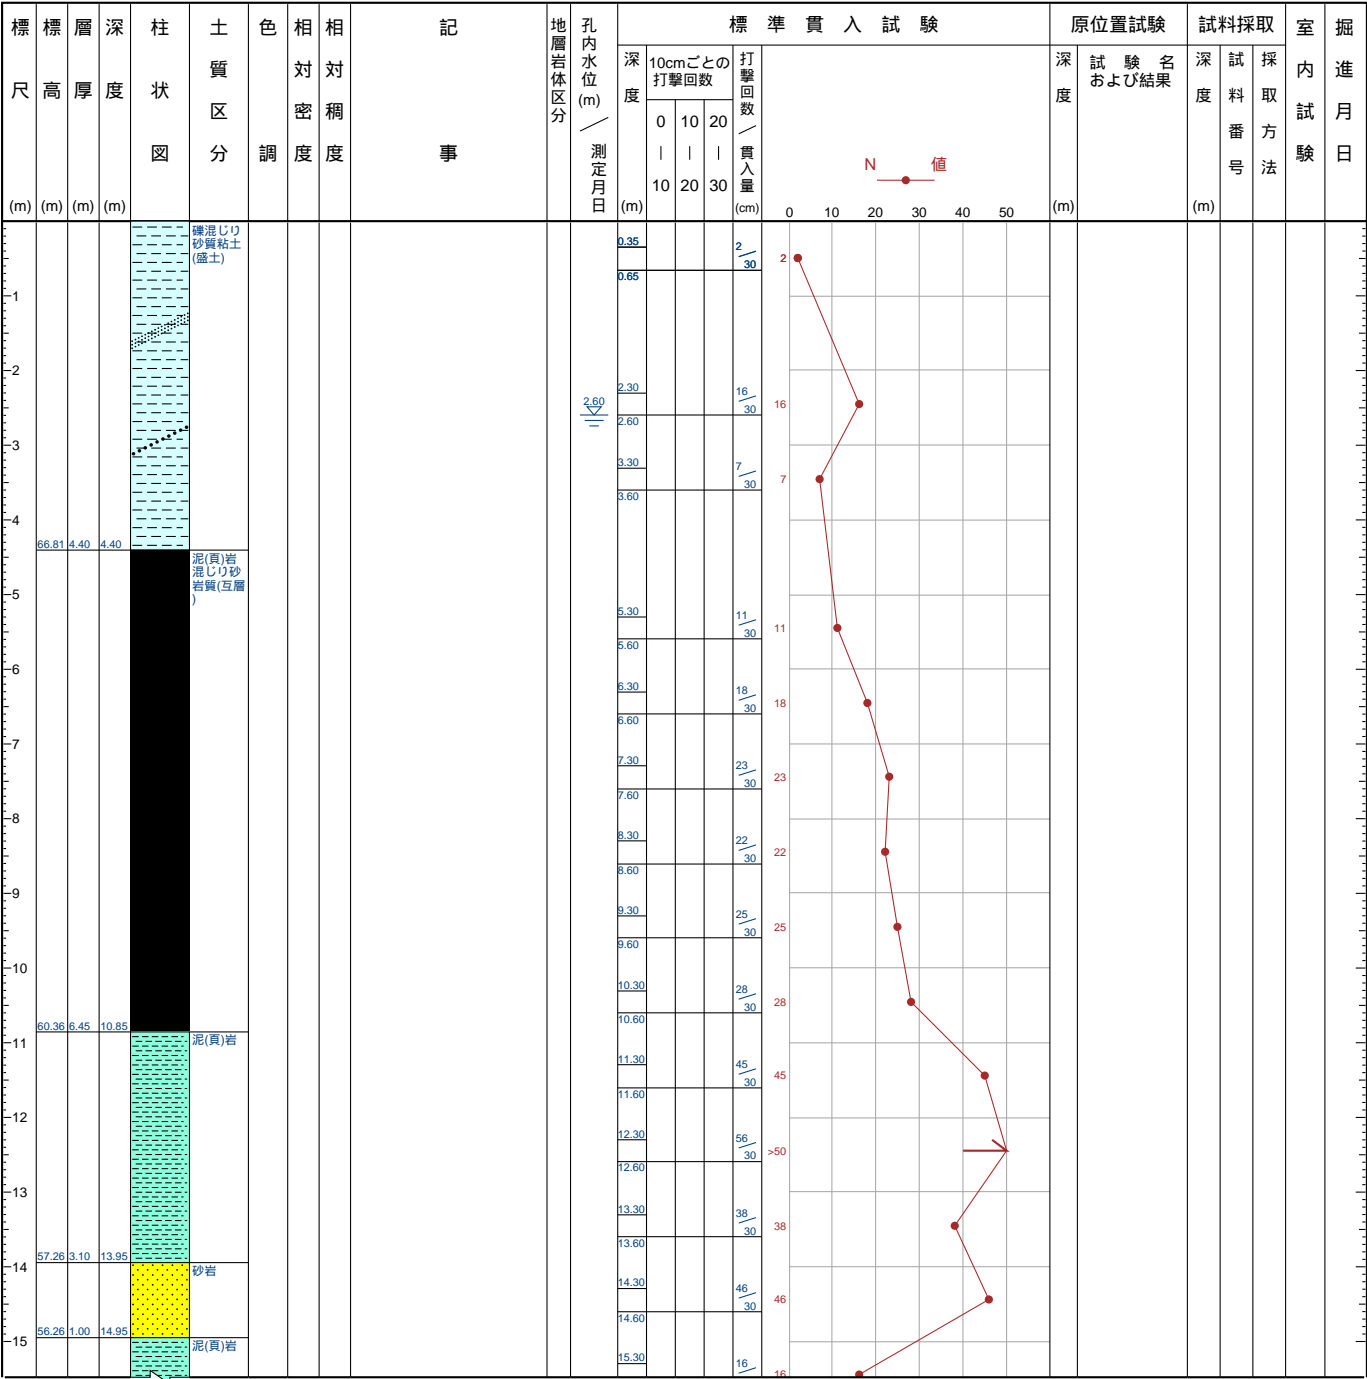 標尺(m)
標高(m)
層厚(m)
深度(m)
柱状図
土質区分
色調
相対密度
相対稠度
記事
地層岩体区分
孔内水位(m)／測定月日
標準貫入試験
深度(m)
10cmごとの
打撃回数
0｜10
10｜20
20｜30
打撃回数／貫入量(cm)
N 値
0 10 20 30 40 50
原位置試験
深度(m)
試験名
および結果
試料採取
深度(m)
試料番号
採取方法
室内試験
掘進月日
礫混じり
砂質粘土
(盛土)
0.35
2/30
2
0.65
1
2
2.30
16/30
16
2.60
2.60
3
3.30
7/30
7
3.60
4
66.81 4.40 4.40
泥(頁)岩
混じり砂
岩質(互層
)
5
5.30
11/30
11
5.60
6
6.30
18/30
18
6.60
7
7.30
23/30
23
7.60
8
8.30
22/30
22
8.60
9
9.30
25/30
25
9.60
10
10.30
28/30
28
10.60
60.36 6.45 10.85
泥(頁)岩
11
11.30
45/30
45
11.60
12
12.30
56/30
>50
12.60
13
13.30
38/30
38
13.60
57.26 3.10 13.95
砂岩
14
14.30
46/30
46
14.60
56.26 1.00 14.95
泥(頁)岩
15
15.30
16/
16